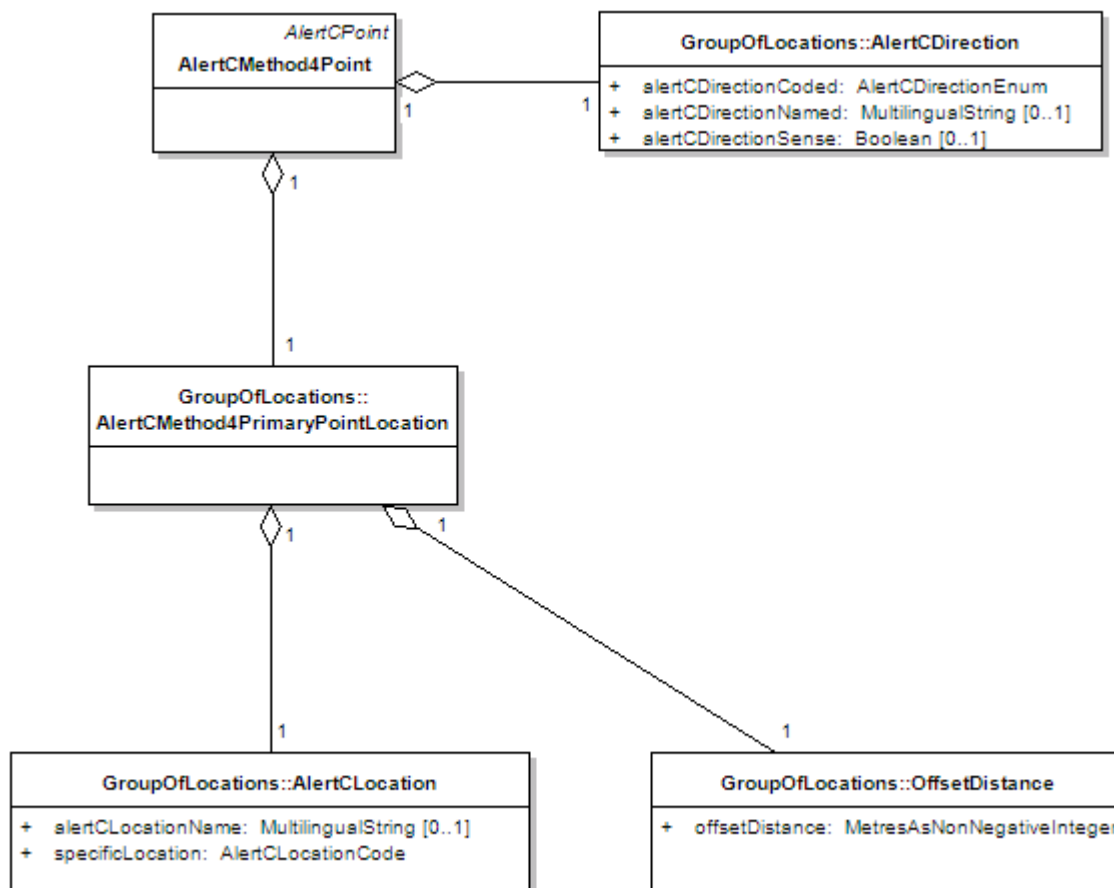 AlertCPoint
AlertCMethod4Point
1
1
GroupOfLocations::AlertCDirection
+ alertCDirectionCoded: AlertCDirectionEnum
+ alertCDirectionNamed: MultilingualString [0..1]
+ alertCDirectionSense: Boolean [0..1]
1
1
GroupOfLocations::
AlertCMethod4PrimaryPointLocation
1
1
1
1
GroupOfLocations::AlertCLocation
+ alertCLocationName: MultilingualString [0..1]
+ specificLocation: AlertCLocationCode
GroupOfLocations::OffsetDistance
+ offsetDistance: MetresAsNonNegativeInteger